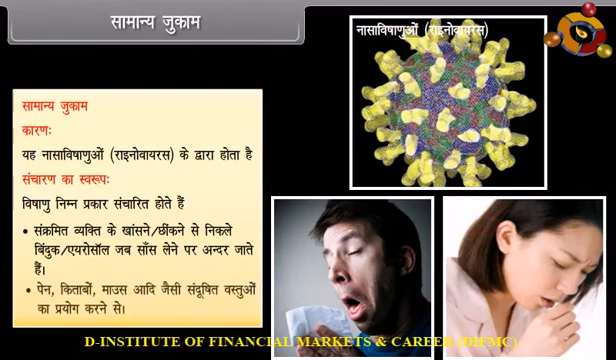 सामान्य जुकाम
नासाविषाणुओं (राइनोवायरस)
सामान्य जुकाम
कारणः
यह नासाविषाणुओं (राइनोवायरस) के द्वारा होता है
संचारण का स्वरूपः
विषाणु निम्न प्रकार संचारित होते हैं
• संक्रमित व्यक्ति के खांसने/छींकने से निकले
बिंदुक/एयरोसॉल जब साँस लेने पर अन्दर जाते
हैं।
• पेन, किताबों, माउस आदि जैसी संदूषित वस्तुओं
का प्रयोग करने से।
D-INSTITUTE OF FINANCIAL MARKETS & CAREER (DIFMC)